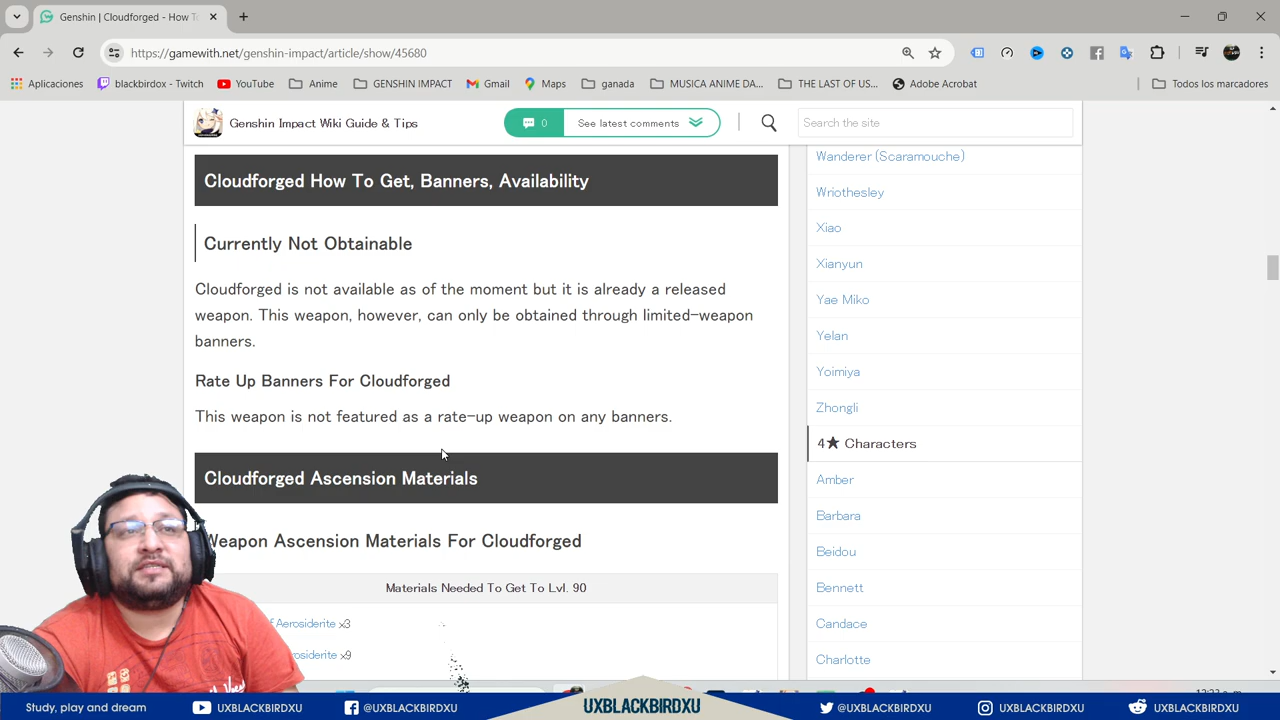 Genshin | Cloudforged - How T
https://gamewith.net/genshin-impact/article/show/45680
Aplicaciones
blackbirdox - Twitch
YouTube
Anime
GENSHIN IMPACT
Gmail
Maps
ganada
MUSICA ANIME DA...
THE LAST OF US...
Adobe Acrobat
Todos los marcadores
Genshin Impact Wiki Guide & Tips
0
See latest comments
Search the site
Cloudforged How To Get, Banners, Availability
Currently Not Obtainable
Cloudforged is not available as of the moment but it is already a released
weapon. This weapon, however, can only be obtained through limited-weapon
banners.
Rate Up Banners For Cloudforged
This weapon is not featured as a rate-up weapon on any banners.
Cloudforged Ascension Materials
Weapon Ascension Materials For Cloudforged
Materials Needed To Get To Lvl. 90
Aerosiderite x3
x9
Wanderer (Scaramouche)
Wriothesley
Xiao
Xianyun
Yae Miko
Yelan
Yoimiya
Zhongli
4★ Characters
Amber
Barbara
Beidou
Bennett
Candace
Charlotte
Study, play and dream
UXBLACKBIRDXU
@UXBLACKBIRDXU
UXBLACKBIRDXU
@UXBLACKBIRDXU
UXBLACKBIRDXU
UXBLACKBIRDXU